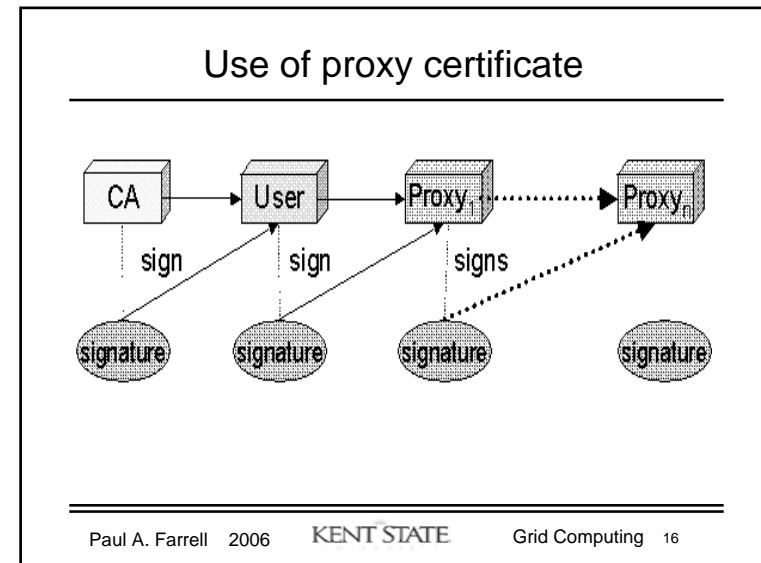 Use of proxy certificate
CA User Proxy1 Proxyn
sign sign signs
signature signature signature signature
Paul A. Farrell 2006 KENT STATE Grid Computing 16